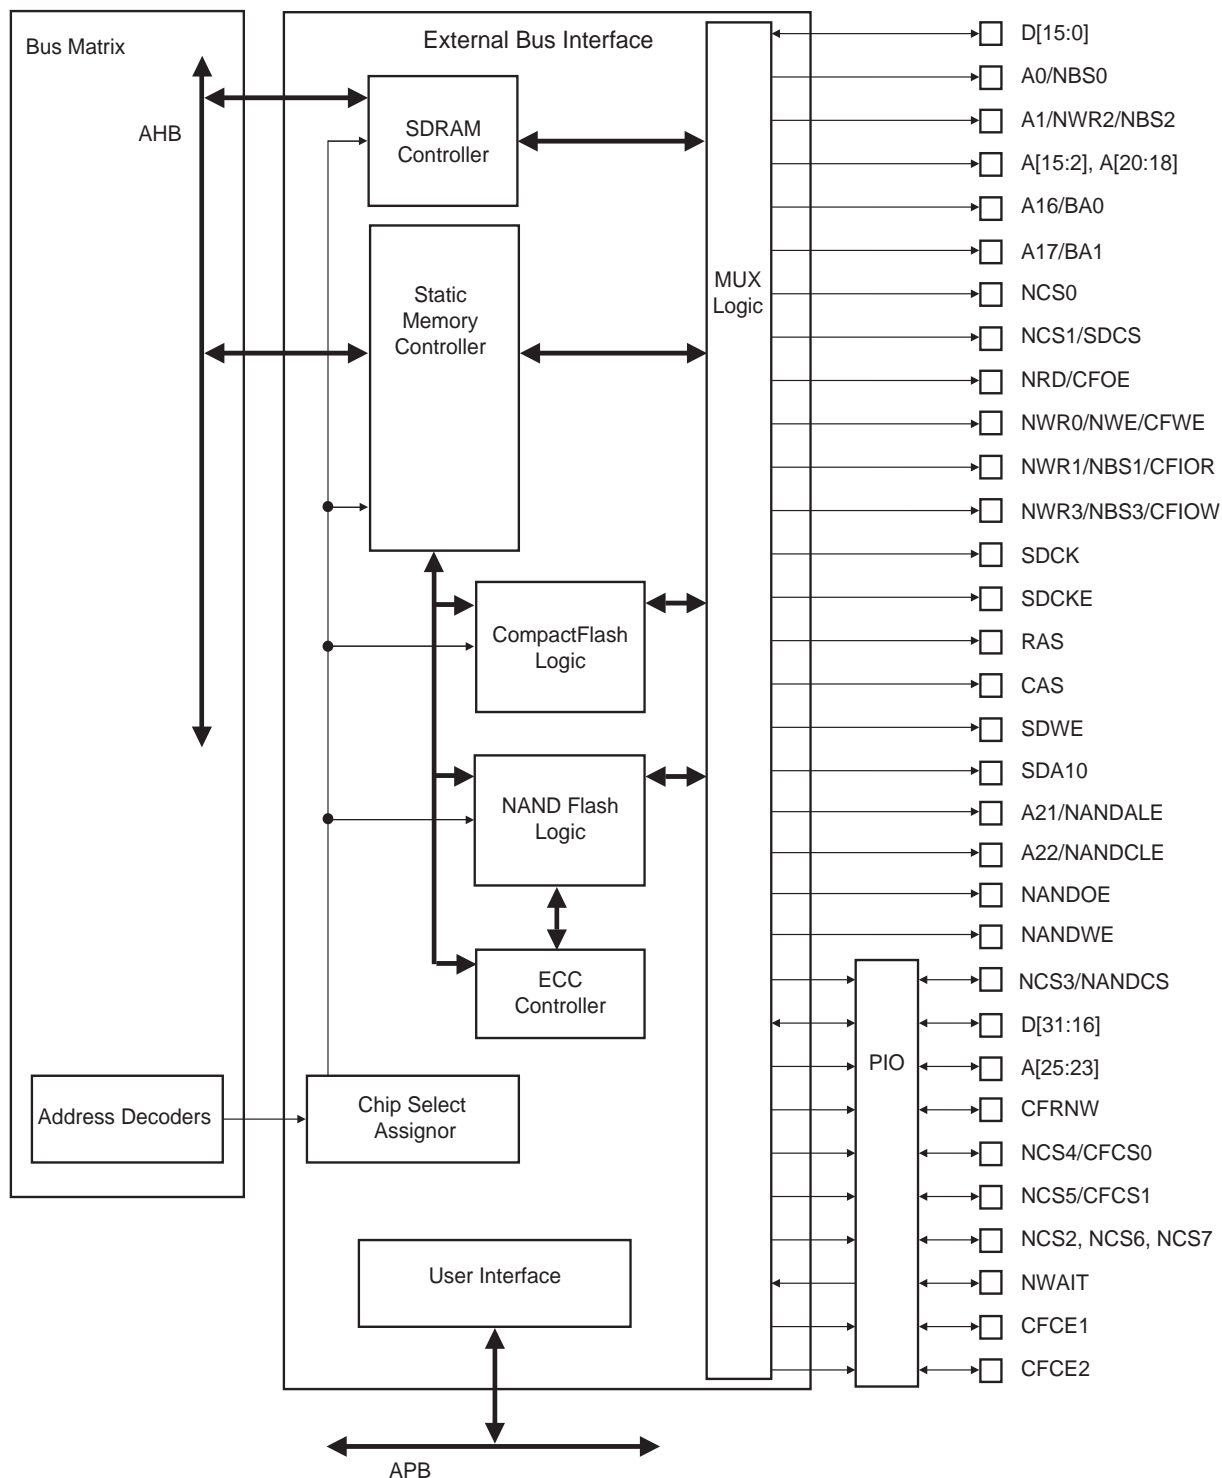 Bus Matrix
AHB
Address Decoders
External Bus Interface
SDRAM
Controller
Static
Memory
Controller
CompactFlash
Logic
NAND Flash
Logic
ECC
Controller
Chip Select
Assignor
User Interface
APB
MUX
Logic
PIO
D[15:0]
A0/NBS0
A1/NWR2/NBS2
A[15:2], A[20:18]
A16/BA0
A17/BA1
NCS0
NCS1/SDCS
NRD/CFOE
NWR0/NWE/CFWE
NWR1/NBS1/CFIOR
NWR3/NBS3/CFIOW
SDCK
SDCKE
RAS
CAS
SDWE
SDA10
A21/NANDALE
A22/NANDCLE
NANDOE
NANDWE
NCS3/NANDCS
D[31:16]
A[25:23]
CFRNW
NCS4/CFCS0
NCS5/CFCS1
NCS2, NCS6, NCS7
NWAIT
CFCE1
CFCE2